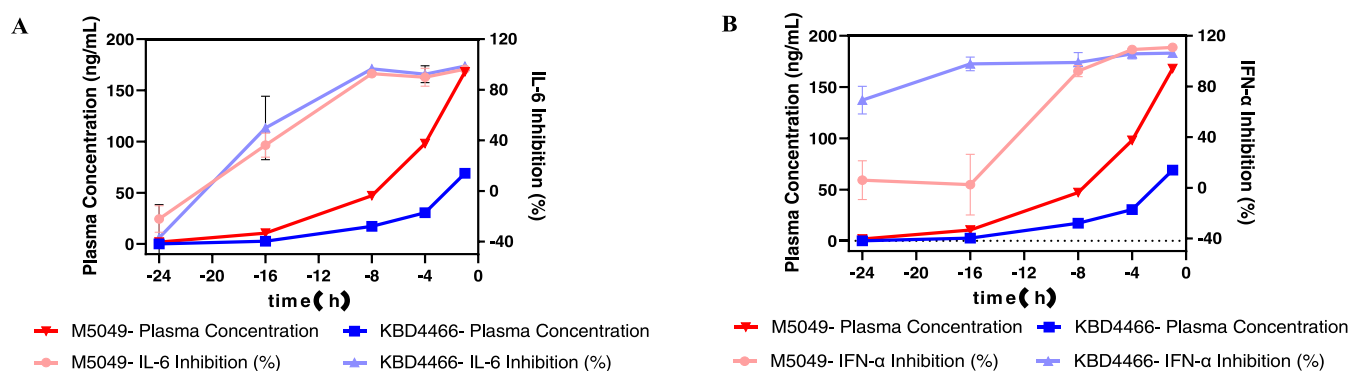 A
Plasma Concentration (ng/mL)
200
150
100
50
0
120
80
40
0
-40
IL-6 Inhibition (%)
-24 -20 -16 -12 -8 -4 0
time(h)
M5049- Plasma Concentration KBD4466- Plasma Concentration
M5049- IL-6 Inhibition (%) KBD4466- IL-6 Inhibition (%)
B
Plasma Concentration (ng/mL)
200
150
100
50
0
120
80
40
0
-40
IFN-α Inhibition (%)
-24 -20 -16 -12 -8 -4 0
time(h)
M5049- Plasma Concentration KBD4466- Plasma Concentration
M5049- IFN-α Inhibition (%) KBD4466- IFN-α Inhibition (%)